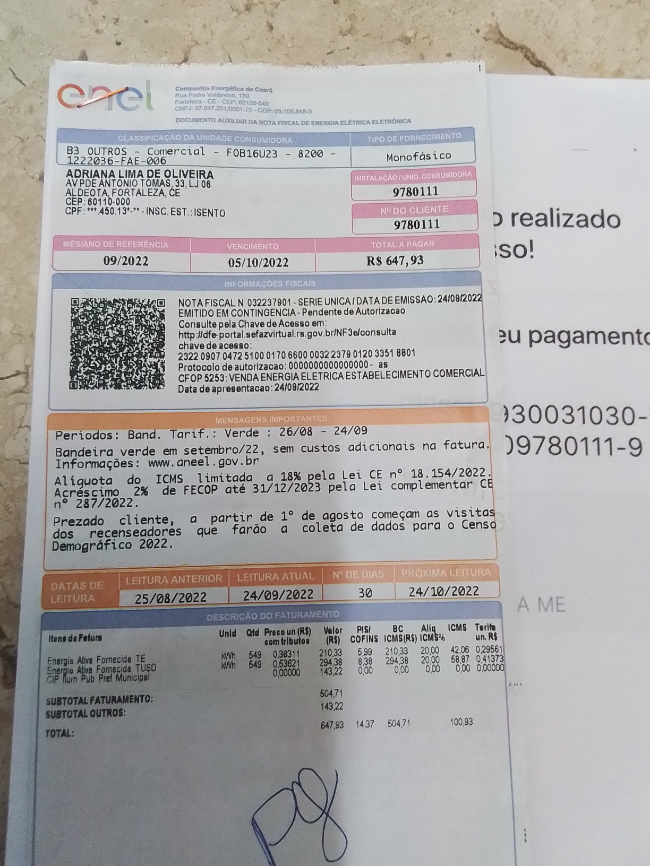 enel
Companhia Energética do Ceará
Rua Padre Valdevino, 150
Fortaleza - CE - CEP: 60135-040
CNPJ: 07.047.251/0001-70 - CGF: 06.105.848-3
DOCUMENTO AUXILIAR DA NOTA FISCAL DE ENERGIA ELÉTRICA ELETRÔNICA
CLASSIFICAÇÃO DA UNIDADE CONSUMIDORA
B3 OUTROS - Comercial - FOB16U23 - 8200 -
1222036-FAE-006
TIPO DE FORNECIMENTO
Monofásico
ADRIANA LIMA DE OLIVEIRA
AV PDE ANTONIO TOMAS, 33, LJ 06
ALDEOTA, FORTALEZA, CE
CEP: 60110-000
CPF: ***.450.13*-** - INSC. EST.: ISENTO
INSTALAÇÃO / UNID. CONSUMIDORA
9780111
Nº DO CLIENTE
9780111
MÊS/ANO DE REFERÊNCIA VENCIMENTO TOTAL A PAGAR
09/2022 05/10/2022 R$ 647,93
INFORMAÇÕES FISCAIS
NOTA FISCAL N 032237901 - SERIE UNICA / DATA DE EMISSAO: 24/09/2022
EMITIDO EM CONTINGENCIA - Pendente de Autorizacao
Consulte pela Chave de Acesso em:
http://dfe-portal.sefazvirtual.rs.gov.br/NF3e/consulta
chave de acesso:
2322 0907 0472 5100 0170 6600 0032 2379 0120 3351 8801
Protocolo de autorizacao: 0000000000000000 - as
CFOP 5253: VENDA ENERGIA ELETRICA ESTABELECIMENTO COMERCIAL
Data de apresentacao: 24/09/2022
MENSAGENS IMPORTANTES
Períodos: Band. Tarif.: Verde : 26/08 - 24/09
Bandeira verde em setembro/22, sem custos adicionais na fatura.
Informações: www.aneel.gov.br
Alíquota do ICMS limitada a 18% pela Lei CE nº 18.154/2022.
Acréscimo 2% de FECOP até 31/12/2023 pela Lei complementar CE
nº 287/2022.
Prezado cliente, a partir de 1º de agosto começam as visitas
dos recenseadores que farão a coleta de dados para o Censo
Demográfico 2022.
DATAS DE LEITURA
LEITURA ANTERIOR LEITURA ATUAL Nº DE DIAS PRÓXIMA LEITURA
25/08/2022 24/09/2022 30 24/10/2022
DESCRIÇÃO DO FATURAMENTO
Itens da Fatura Unid Qtd Preco un (R$) com tributos Valor (R$) PIS/ COFINS BC ICMS(R$) Aliq ICMS% ICMS Tarifa un. R$
Energia Ativa Fornecida TE kWh 549 0,38311 210,33 5,99 210,33 20,00 42,06 0,29561
Energia Ativa Fornecida TUSD kWh 549 0,53621 294,38 8,38 294,38 20,00 58,87 0,41373
CIP Ilum Pub Pref Municipal 0,00000 143,22 0,00 0,00 0,00 0,00 0,00000
SUBTOTAL FATURAMENTO: 504,71
SUBTOTAL OUTROS: 143,22
TOTAL: 647,93 14,37 504,71 100,93
pg
o realizado
sso!
eu pagamento
930031030-
09780111-9
A ME